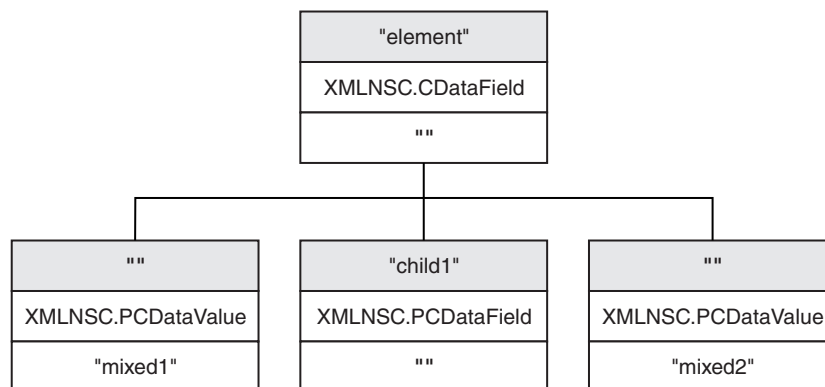 "element"
XMLNSC.CDataField
""
""
"child1"
""
XMLNSC.PCDataValue
XMLNSC.PCDataField
XMLNSC.PCDataValue
"mixed1"
""
"mixed2"